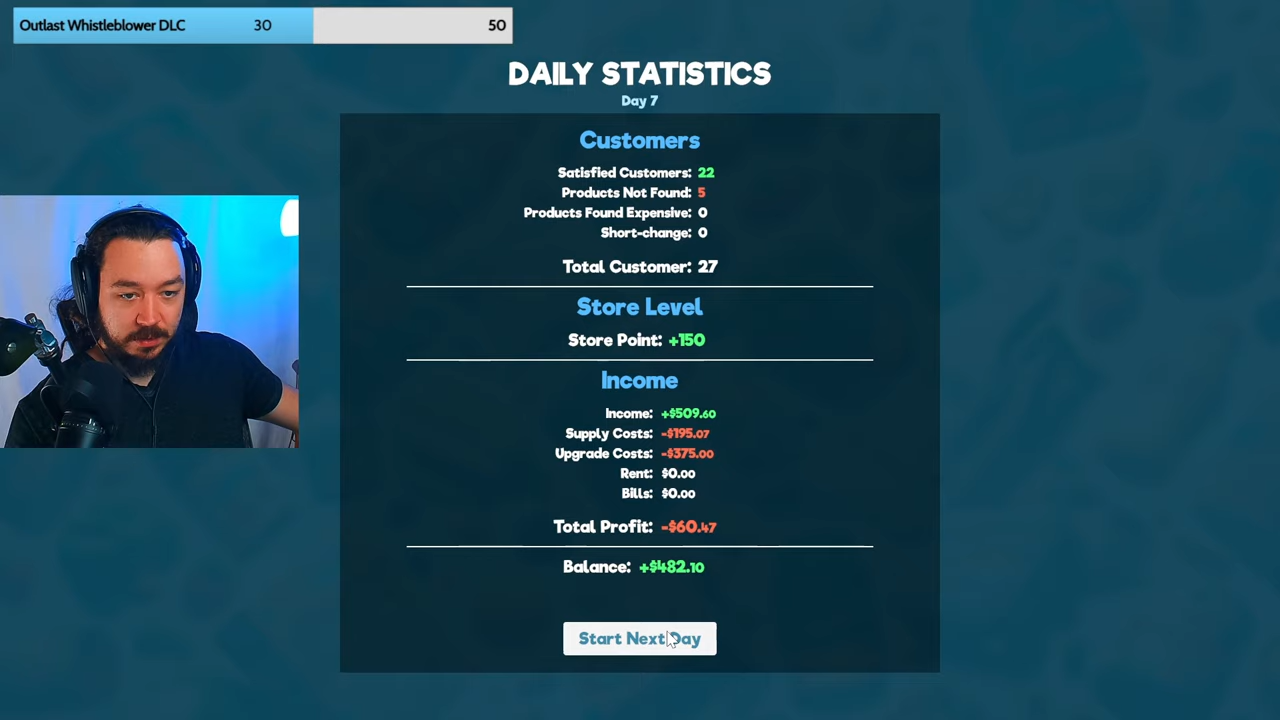 Outlast Whistleblower DLC 30 50
DAILY STATISTICS
Day 7
Customers
Satisfied Customers: 22
Products Not Found: 5
Products Found Expensive: 0
Short-change: 0
Total Customer: 27
Store Level
Store Point: +150
Income
Income: +$509.60
Supply Costs: -$195.07
Upgrade Costs: -$375.00
Rent: $0.00
Bills: $0.00
Total Profit: -$60.47
Balance: +$482.10
Start Next Day